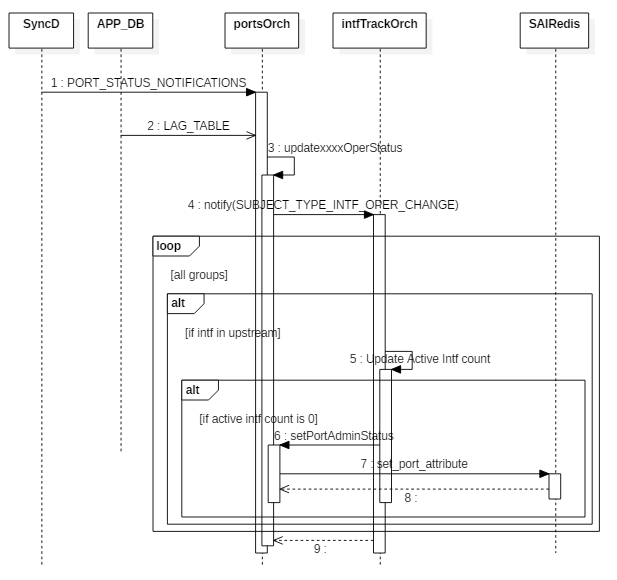 SyncD
APP_DB
portsOrch
intfTrackOrch
SAIRedis
1 : PORT_STATUS_NOTIFICATIONS
2 : LAG_TABLE
3 : updatexxxxOperStatus
4 : notify(SUBJECT_TYPE_INTF_OPER_CHANGE)
loop
[all groups]
alt
[if intf in upstream]
5 : Update Active Intf count
alt
[if active intf count is 0]
6 : setPortAdminStatus
7 : set_port_attribute
8 :
9 :